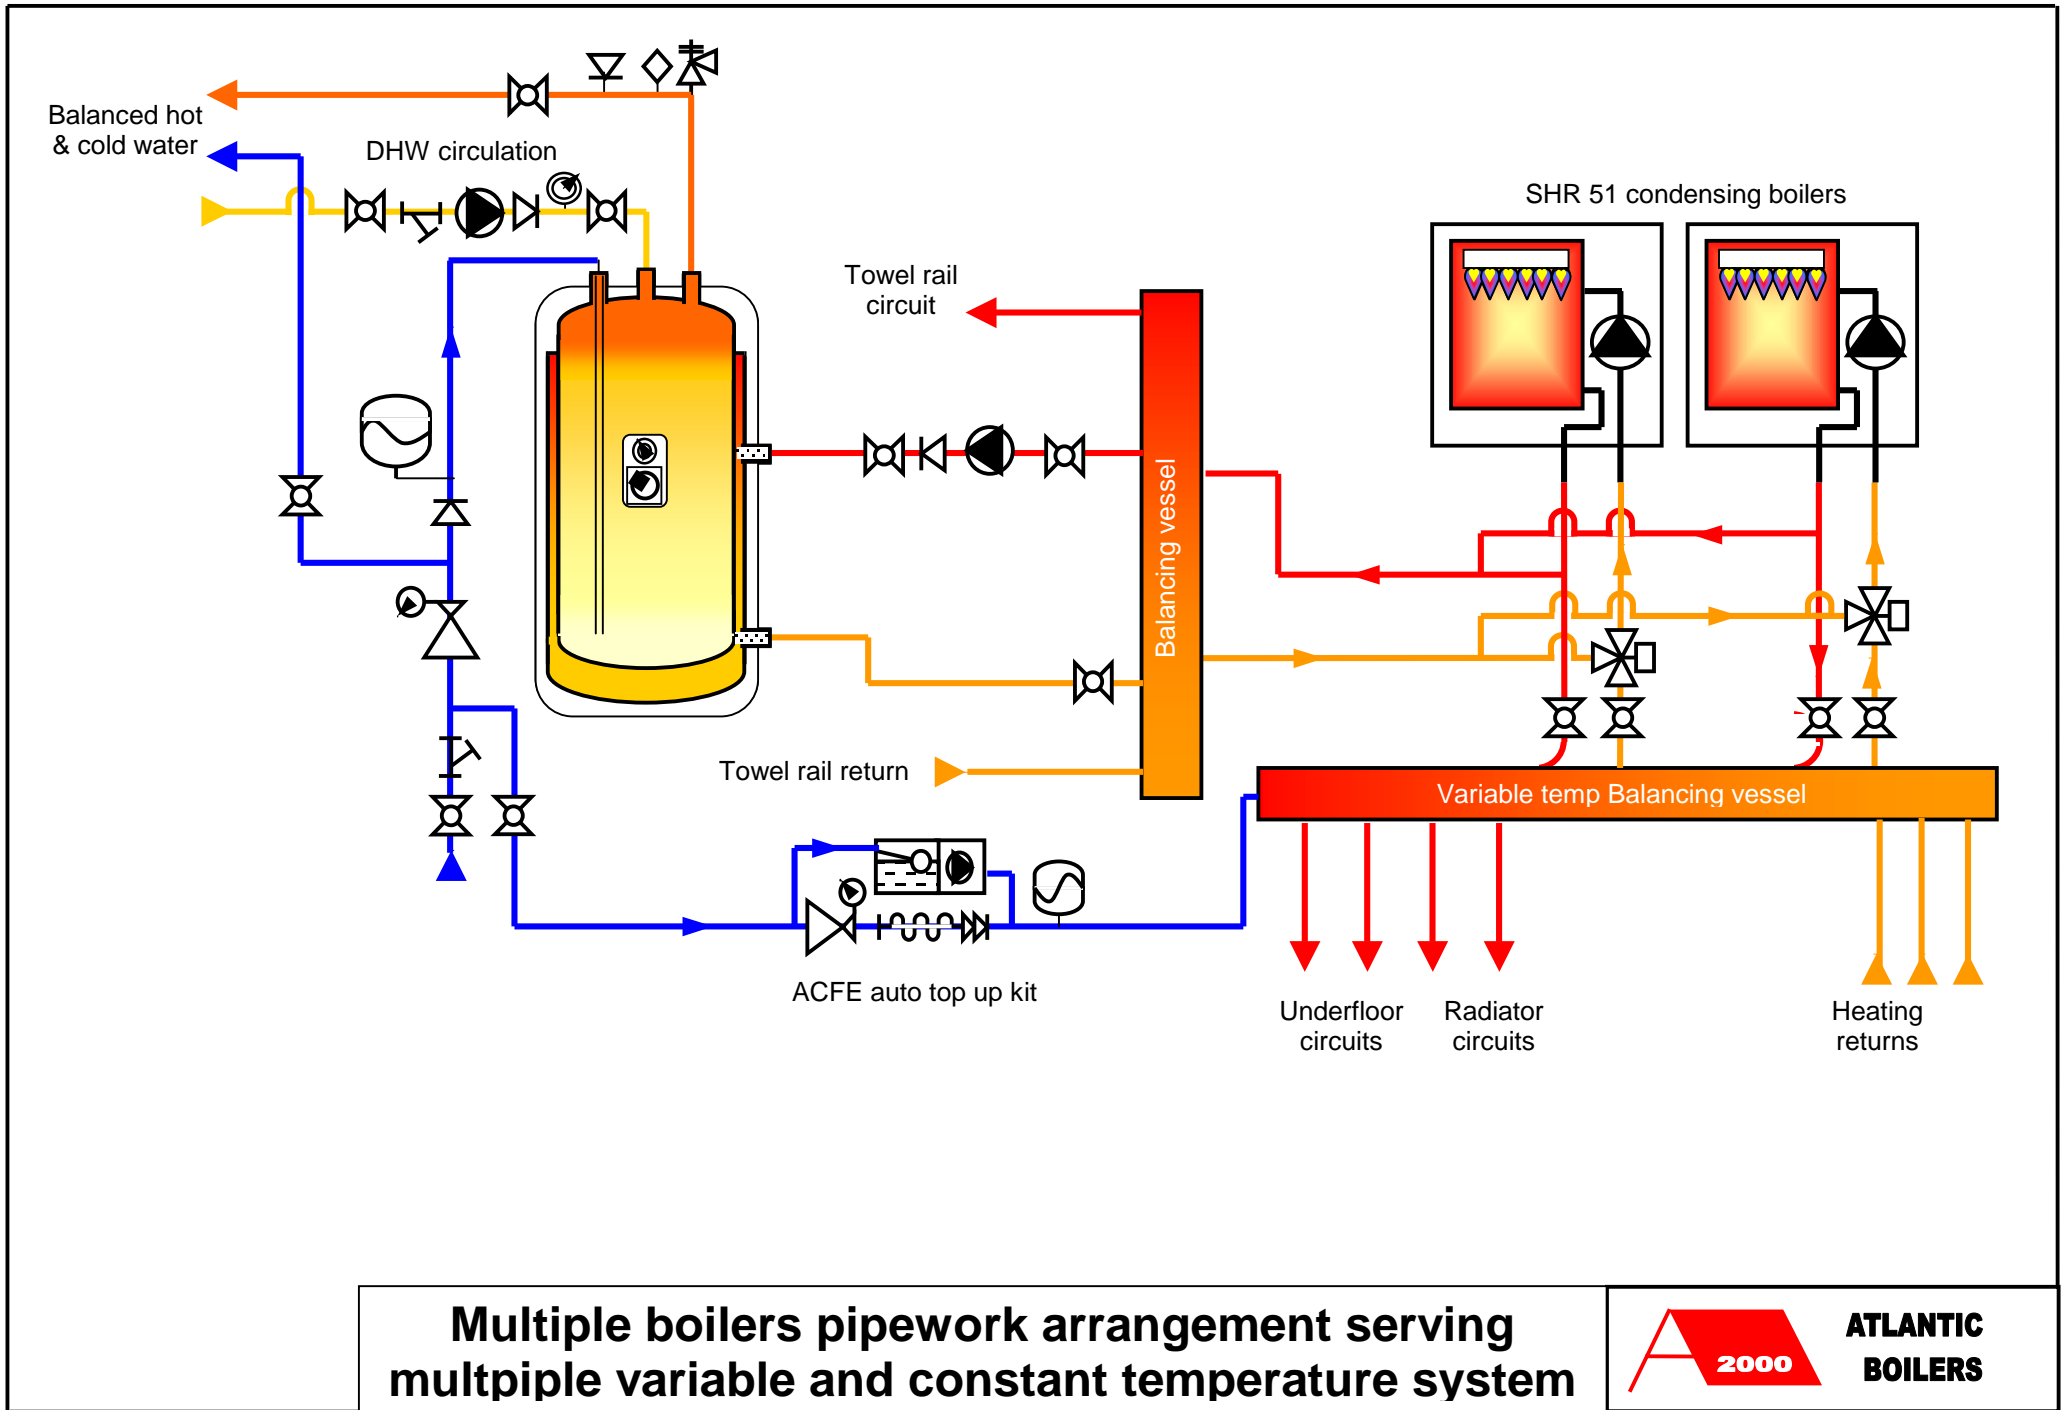 Balanced hot
& cold water
DHW circulation
SHR 51 condensing boilers
Towel rail
circuit
Balancing vessel
Towel rail return
Variable temp Balancing vessel
ACFE auto top up kit
Underfloor
circuits
Radiator
circuits
Heating
returns
Multiple boilers pipework arrangement serving
multpiple variable and constant temperature system
2000
ATLANTIC
BOILERS